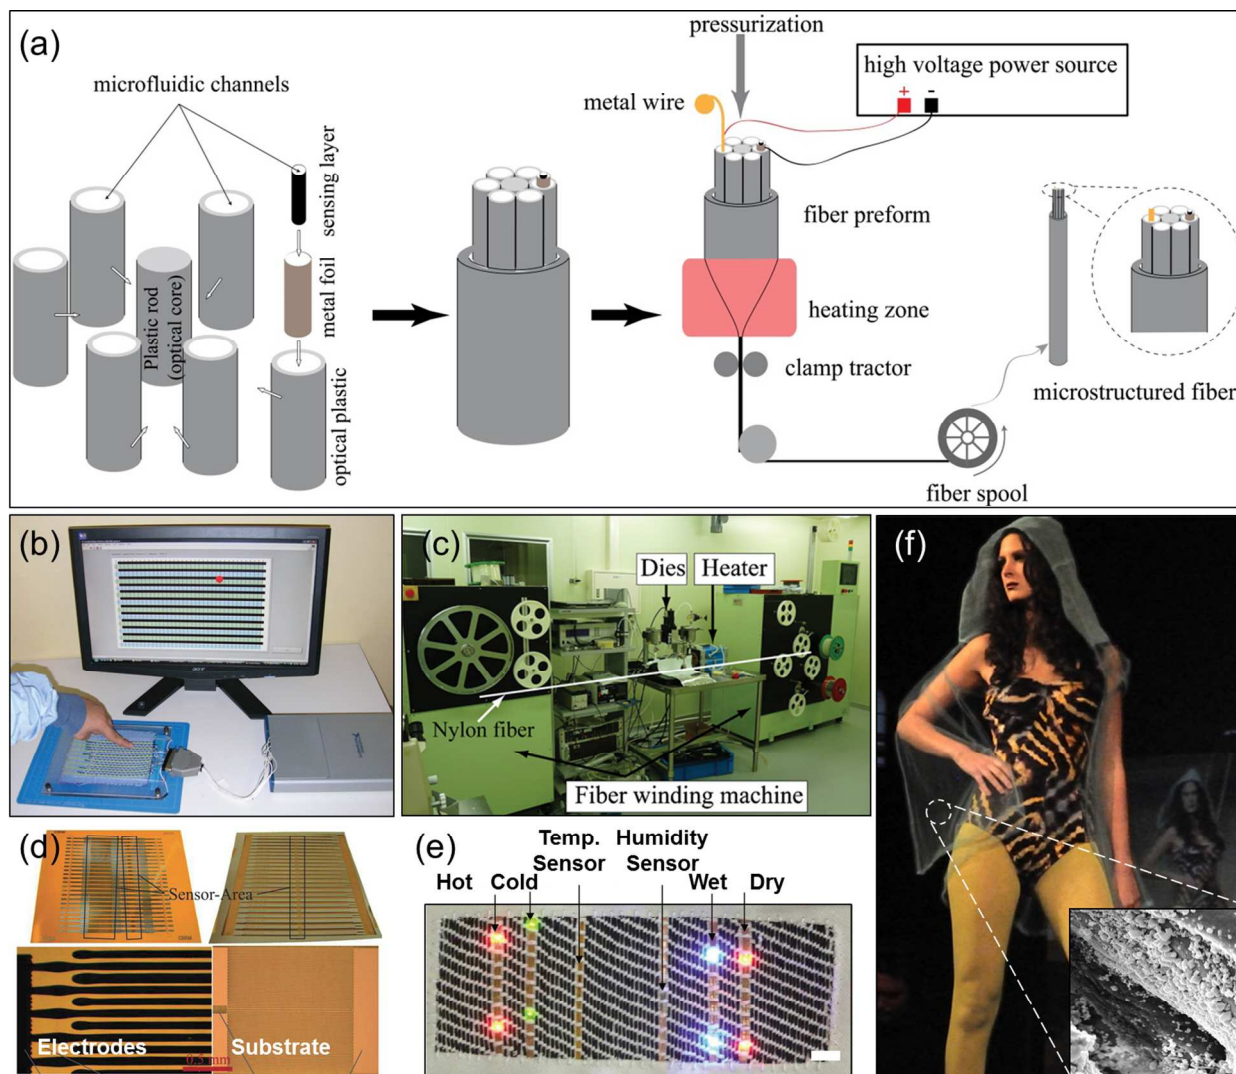 (a)
microfluidic channels
sensing layer
metal foil
optical plastic
Plastic rod
(optical core)
pressurization
metal wire
high voltage power source
+ -
fiber preform
heating zone
clamp tractor
microstructured fiber
fiber spool
(b)
acer
(c)
Dies
Heater
Nylon fiber
Fiber winding machine
(d)
Sensor-Area
Electrodes
Substrate
0.5 mm
(e)
Temp.
Sensor
Humidity
Sensor
Hot
Cold
Wet
Dry
(f)